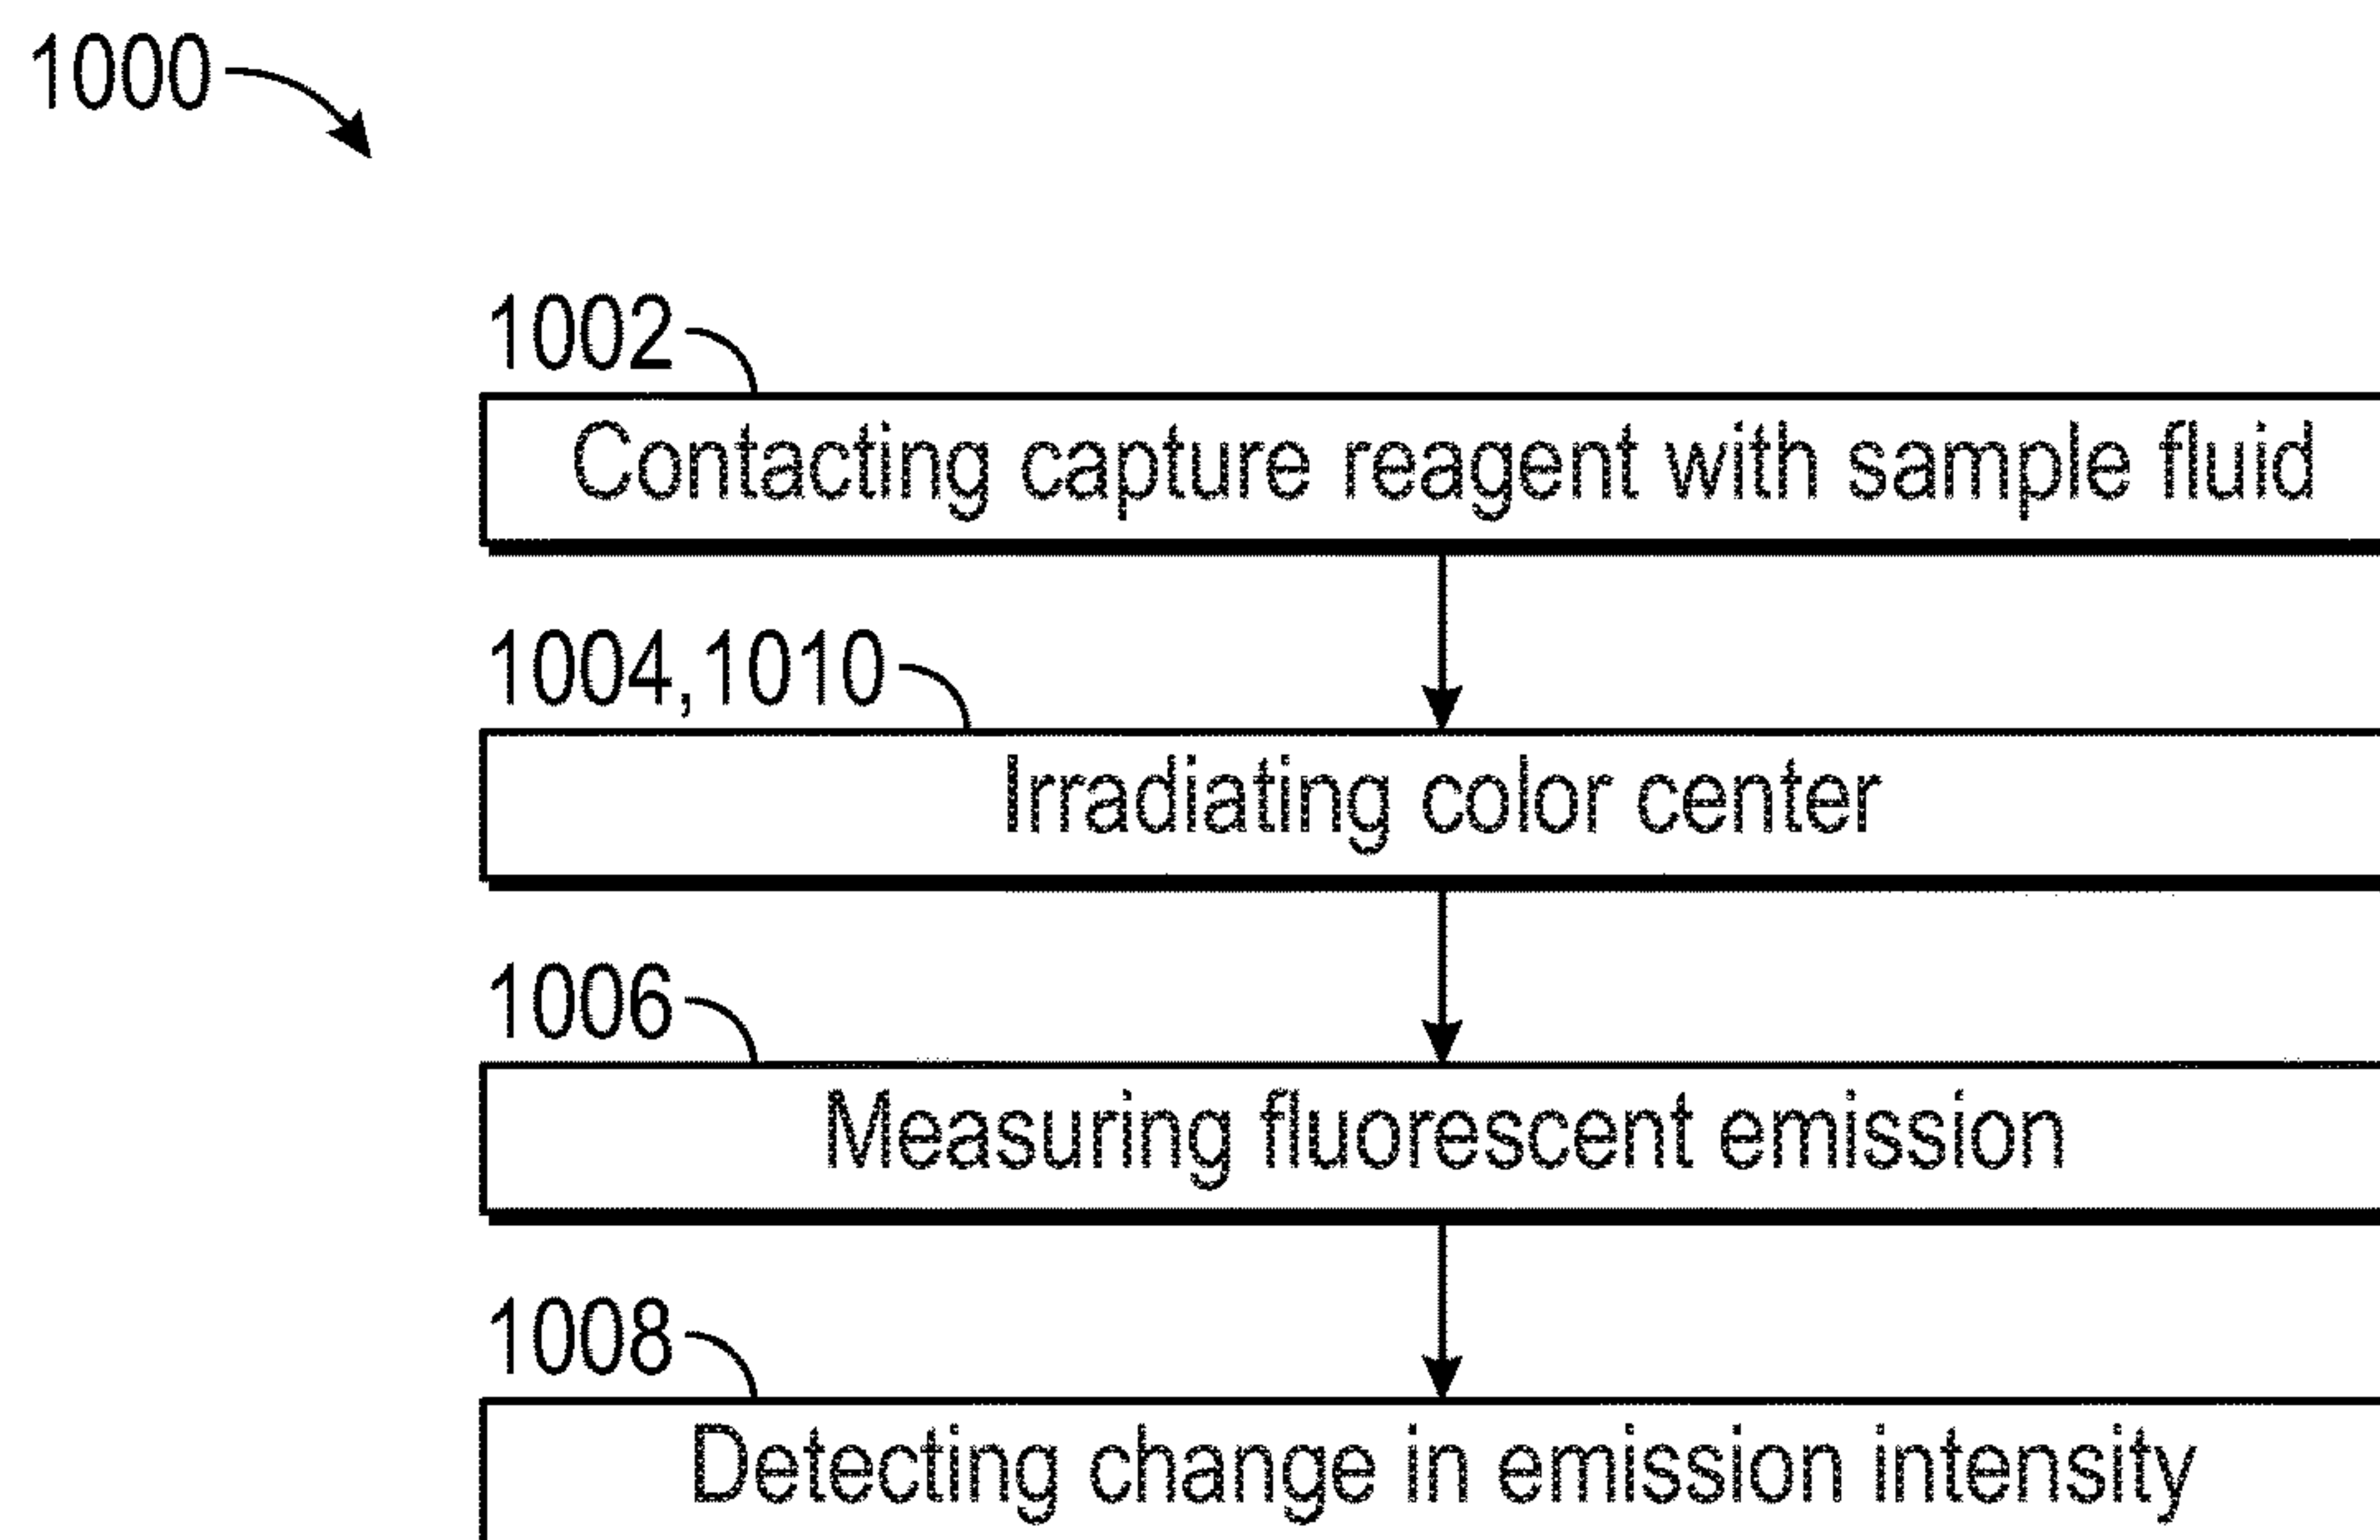 1000
1002
Contacting capture reagent with sample fluid
1004,1010
Irradiating color center
1006
Measuring fluorescent emission
1008
Detecting change in emission intensity